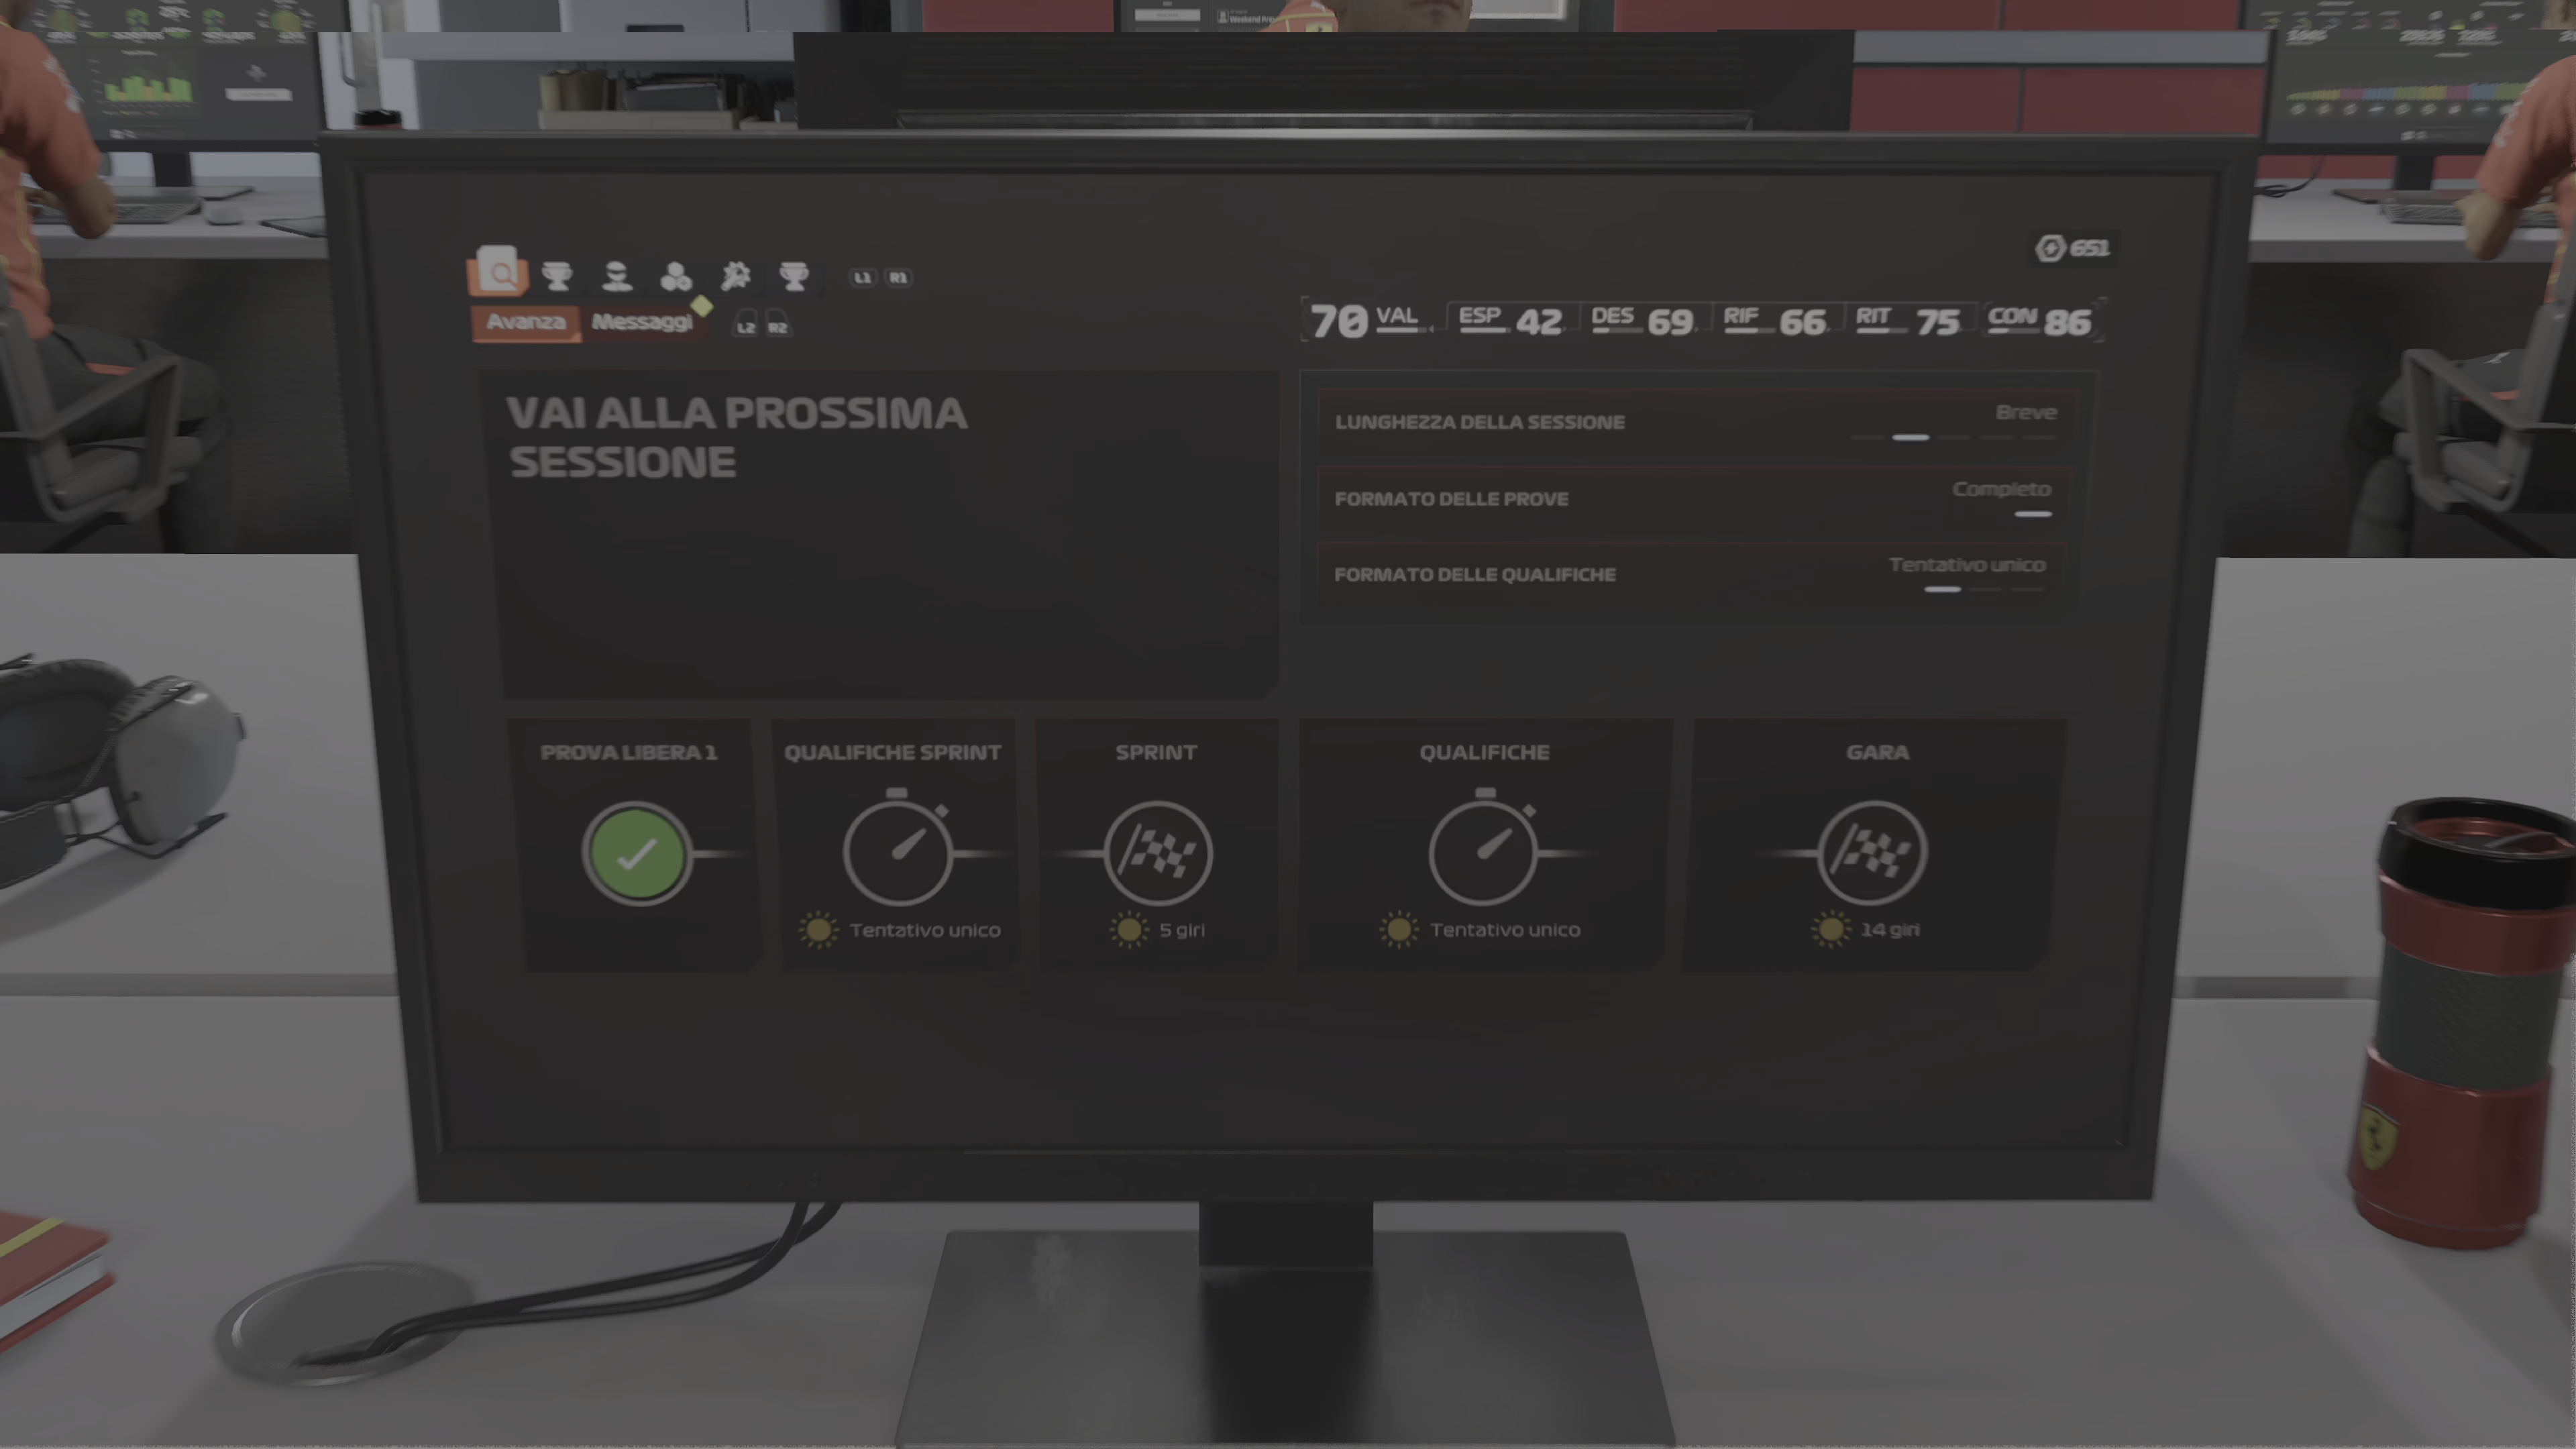 651
L1 R1
Avanza Messaggi L2 R2
70 VAL ESP 42 DES 69 RIF 66 RIT 75 CON 86
VAI ALLA PROSSIMA
SESSIONE
LUNGHEZZA DELLA SESSIONE Breve
FORMATO DELLE PROVE Completo
FORMATO DELLE QUALIFICHE Tentativo unico
PROVA LIBERA 1 QUALIFICHE SPRINT SPRINT QUALIFICHE GARA
Tentativo unico 5 giri Tentativo unico 14 giri